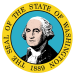 THE SEAL OF THE STATE OF WASHINGTON
1889